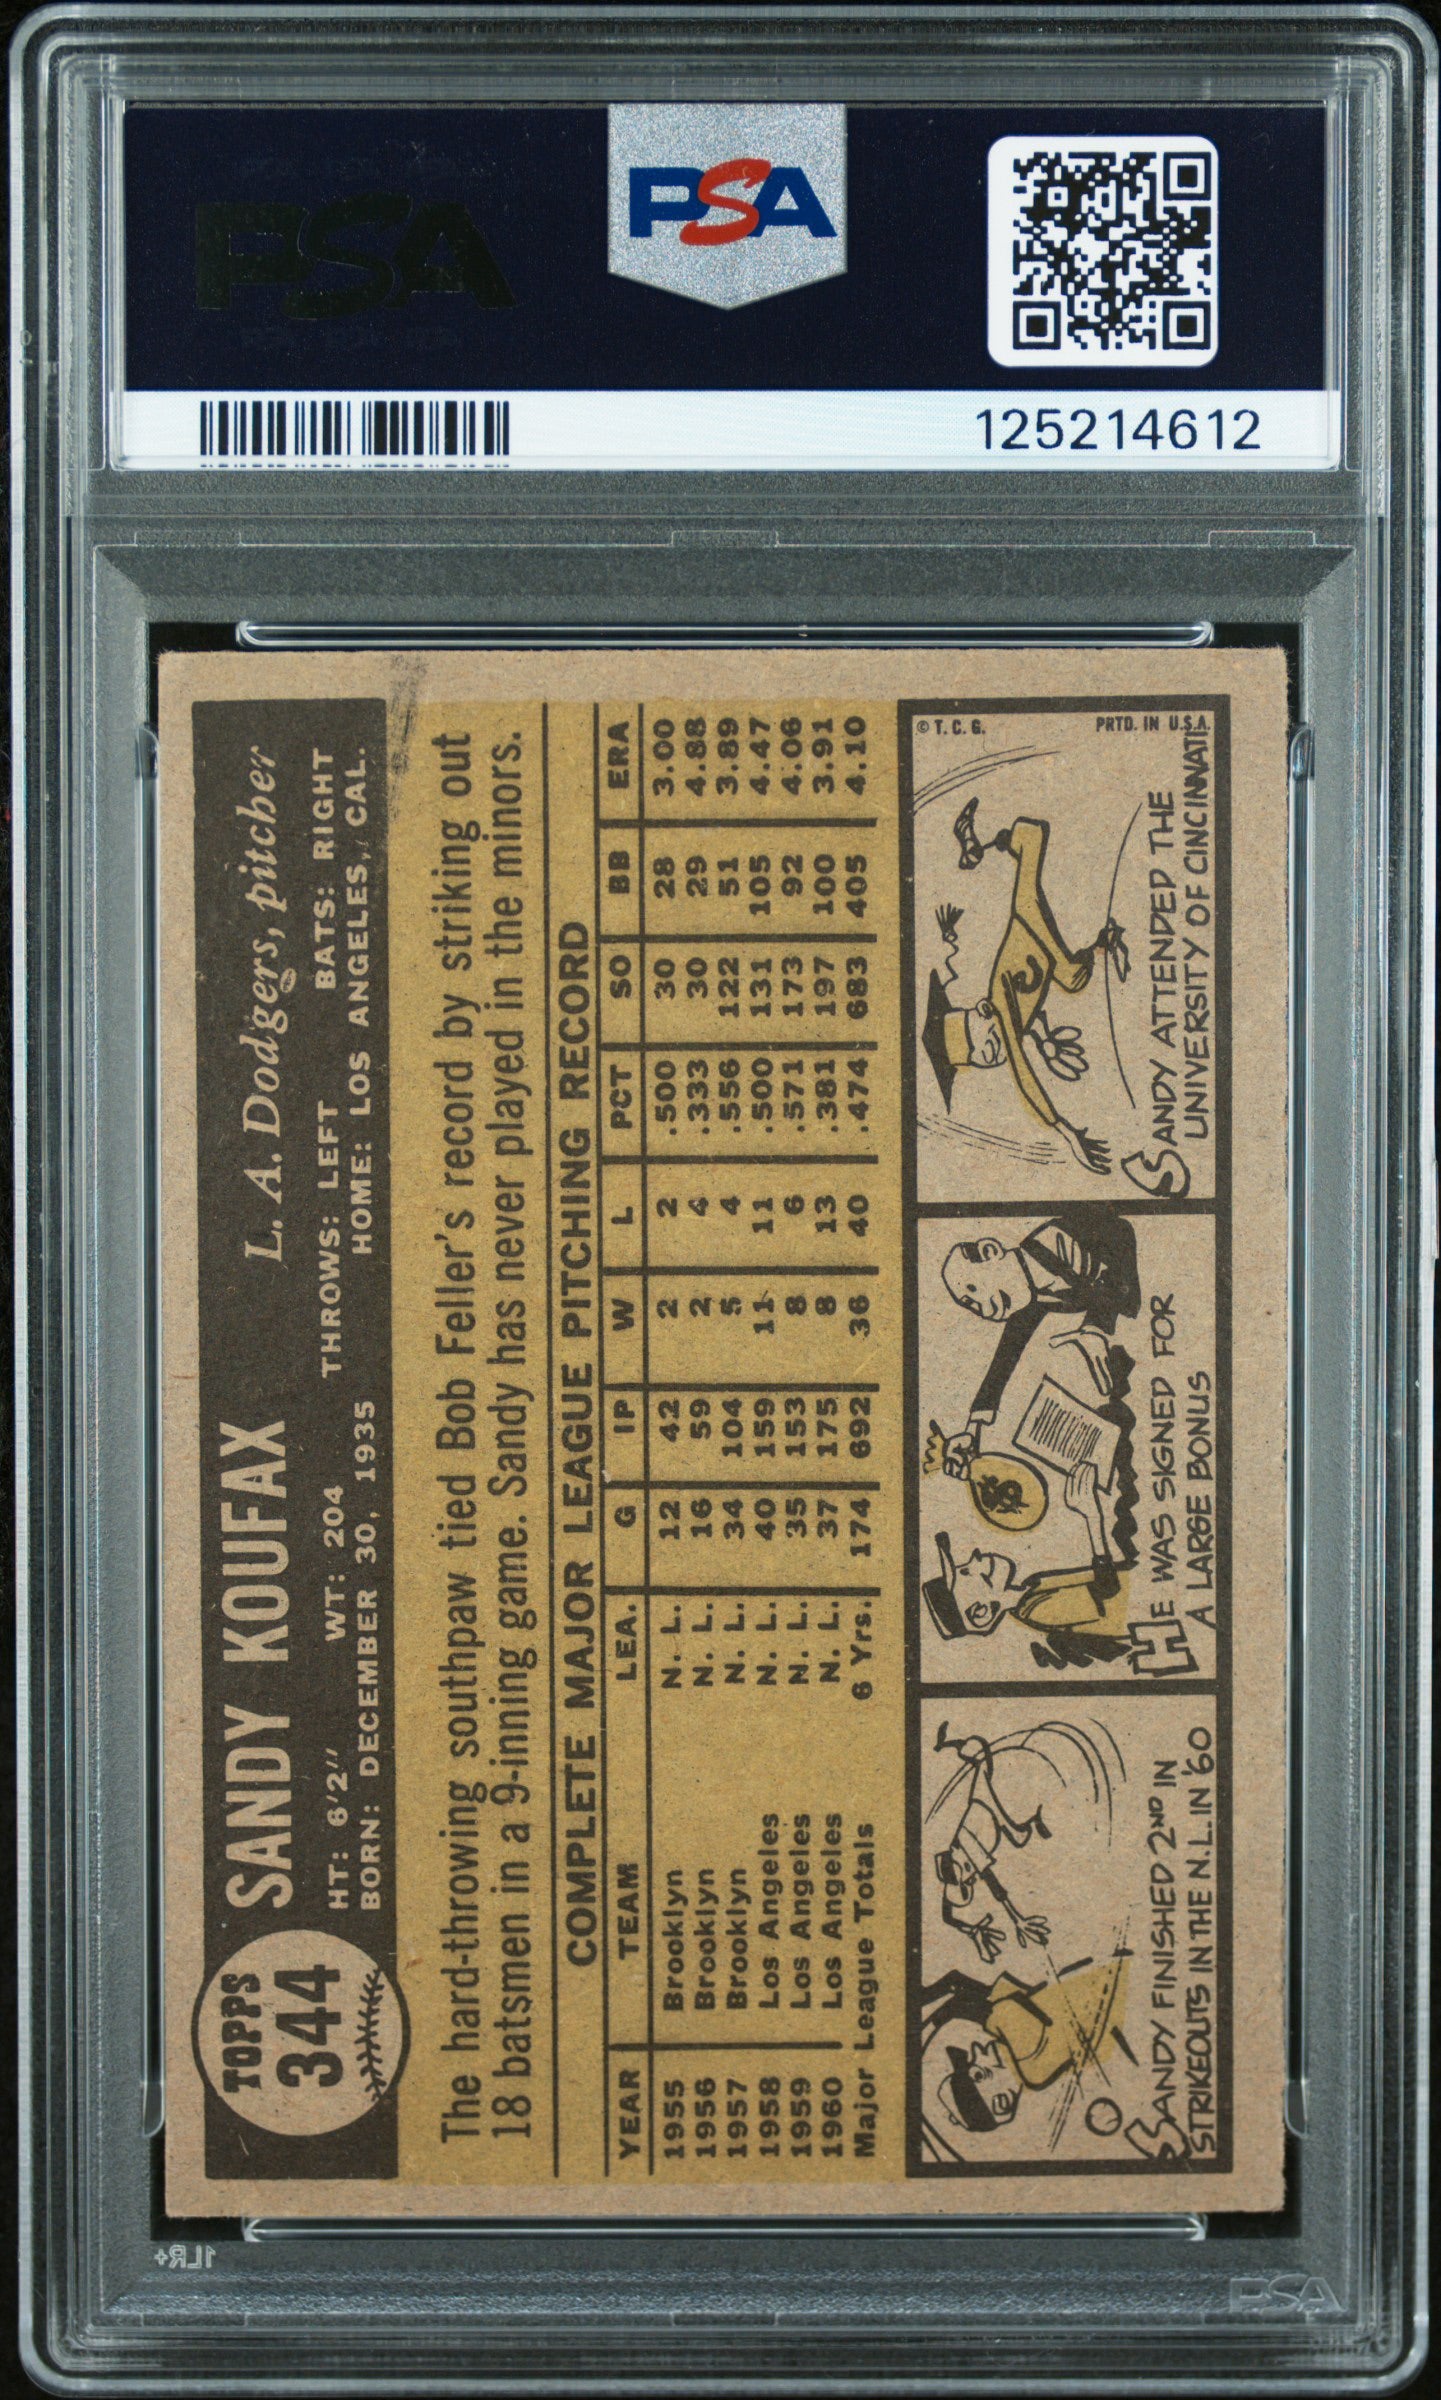 PSA
PSA
125214612
TOPPS
344
SANDY KOUFAX L. A. Dodgers, pitcher
HT: 6'2" WT: 204 THROWS: LEFT BATS: RIGHT
BORN: DECEMBER 30, 1935 HOME: LOS ANGELES, CAL.
The hard-throwing southpaw tied Bob Feller's record by striking out
18 batsmen in a 9-inning game. Sandy has never played in the minors.
COMPLETE MAJOR LEAGUE PITCHING RECORD
YEAR TEAM LEA. G IP W L PCT SO BB ERA
1955 Brooklyn N. L. 12 42 2 2 .500 30 28 3.00
1956 Brooklyn N. L. 16 59 2 4 .333 30 29 4.88
1957 Brooklyn N. L. 34 104 5 4 .556 122 51 3.89
1958 Los Angeles N. L. 40 159 11 11 .500 131 105 4.47
1959 Los Angeles N. L. 35 153 8 6 .571 173 92 4.06
1960 Los Angeles N. L. 37 175 8 13 .381 197 100 3.91
Major League Totals 6 Yrs. 174 692 36 40 .474 683 405 4.10
SANDY FINISHED 2ND IN
STRIKEOUTS IN THE N.L. IN '60
$
HE WAS SIGNED FOR
A LARGE BONUS
C
© T. C. G. PRTD. IN U.S.A.
SANDY ATTENDED THE
UNIVERSITY OF CINCINNATI
1LR+
PSA